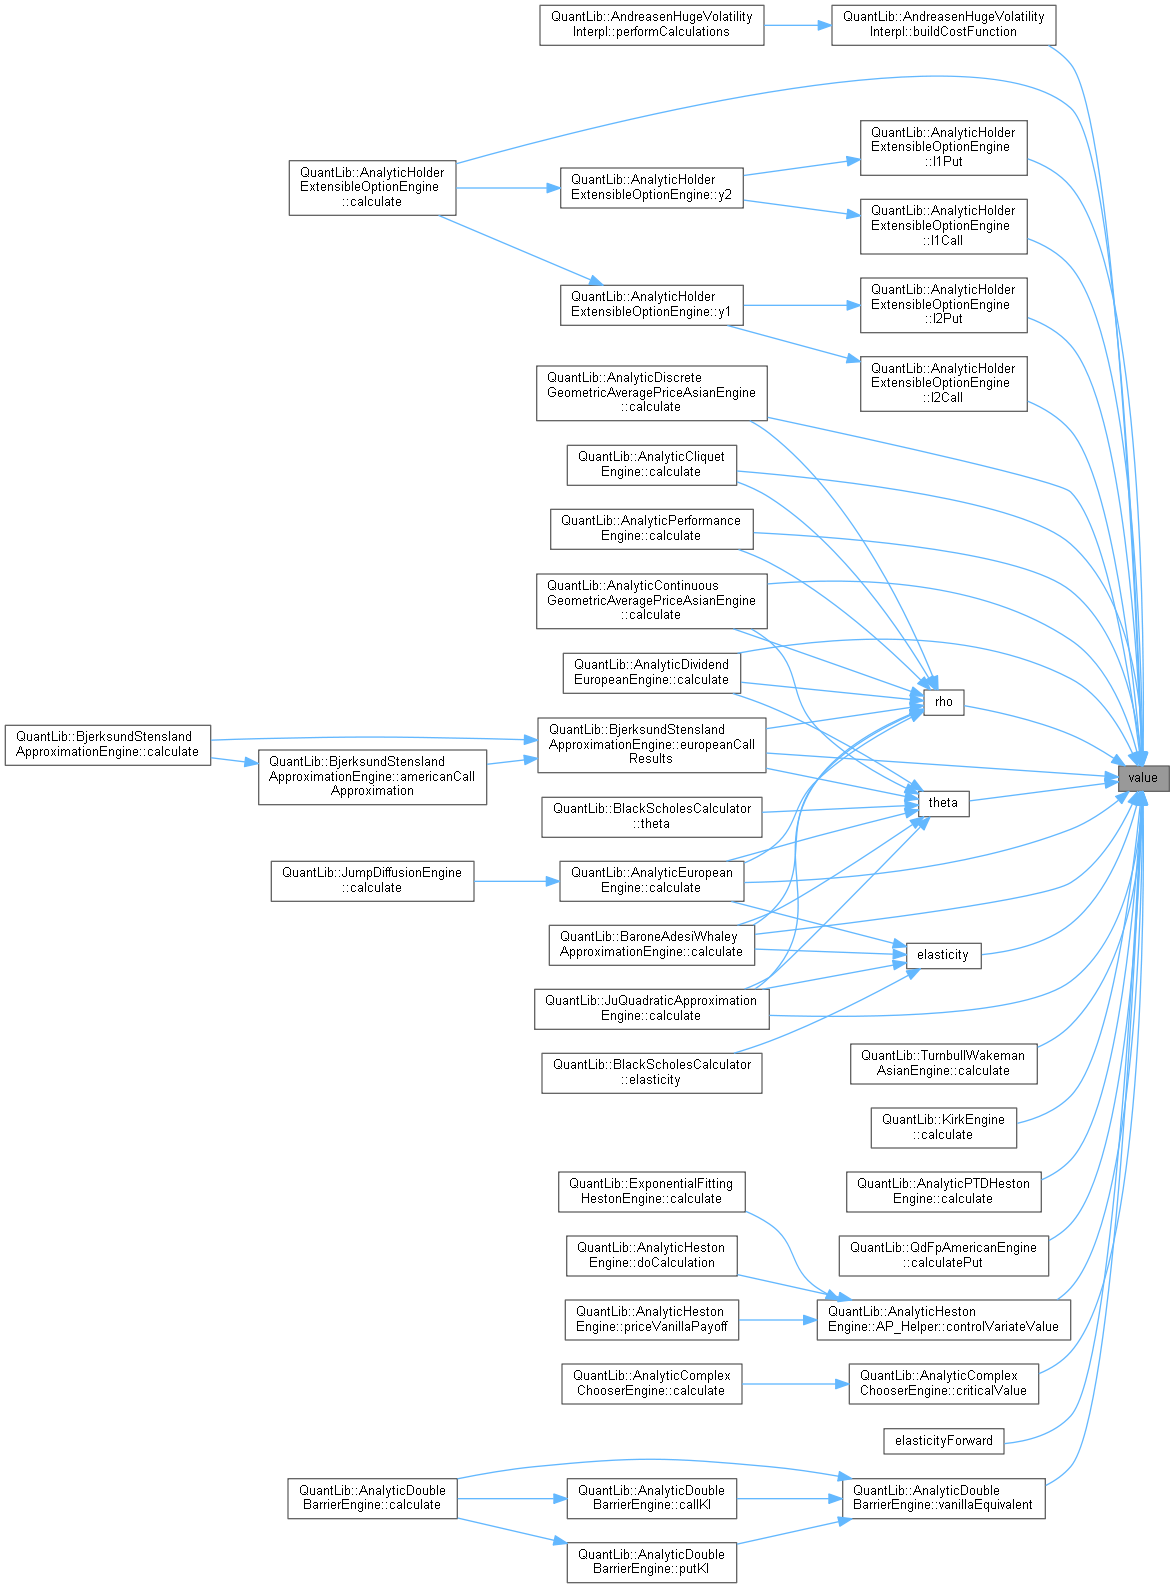 QuantLib::AndreasenHugeVolatility
Interpl::performCalculations
QuantLib::AndreasenHugeVolatility
Interpl::buildCostFunction
QuantLib::AnalyticHolder
ExtensibleOptionEngine
::I1Put
QuantLib::AnalyticHolder
ExtensibleOptionEngine
::calculate
QuantLib::AnalyticHolder
ExtensibleOptionEngine::y2
QuantLib::AnalyticHolder
ExtensibleOptionEngine
::I1Call
QuantLib::AnalyticHolder
ExtensibleOptionEngine::y1
QuantLib::AnalyticHolder
ExtensibleOptionEngine
::I2Put
QuantLib::AnalyticHolder
ExtensibleOptionEngine
::I2Call
QuantLib::AnalyticDiscrete
GeometricAveragePriceAsianEngine
::calculate
QuantLib::AnalyticCliquet
Engine::calculate
QuantLib::AnalyticPerformance
Engine::calculate
QuantLib::AnalyticContinuous
GeometricAveragePriceAsianEngine
::calculate
QuantLib::AnalyticDividend
EuropeanEngine::calculate
rho
QuantLib::BjerksundStensland
ApproximationEngine::calculate
QuantLib::BjerksundStensland
ApproximationEngine::americanCall
Approximation
QuantLib::BjerksundStensland
ApproximationEngine::europeanCall
Results
value
theta
QuantLib::BlackScholesCalculator
::theta
QuantLib::JumpDiffusionEngine
::calculate
QuantLib::AnalyticEuropean
Engine::calculate
QuantLib::BaroneAdesiWhaley
ApproximationEngine::calculate
elasticity
QuantLib::JuQuadraticApproximation
Engine::calculate
QuantLib::BlackScholesCalculator
::elasticity
QuantLib::TurnbullWakeman
AsianEngine::calculate
QuantLib::KirkEngine
::calculate
QuantLib::ExponentialFitting
HestonEngine::calculate
QuantLib::AnalyticPTDHeston
Engine::calculate
QuantLib::AnalyticHeston
Engine::doCalculation
QuantLib::QdFpAmericanEngine
::calculatePut
QuantLib::AnalyticHeston
Engine::priceVanillaPayoff
QuantLib::AnalyticHeston
Engine::AP_Helper::controlVariateValue
QuantLib::AnalyticComplex
ChooserEngine::calculate
QuantLib::AnalyticComplex
ChooserEngine::criticalValue
elasticityForward
QuantLib::AnalyticDouble
BarrierEngine::calculate
QuantLib::AnalyticDouble
BarrierEngine::callKI
QuantLib::AnalyticDouble
BarrierEngine::vanillaEquivalent
QuantLib::AnalyticDouble
BarrierEngine::putKI